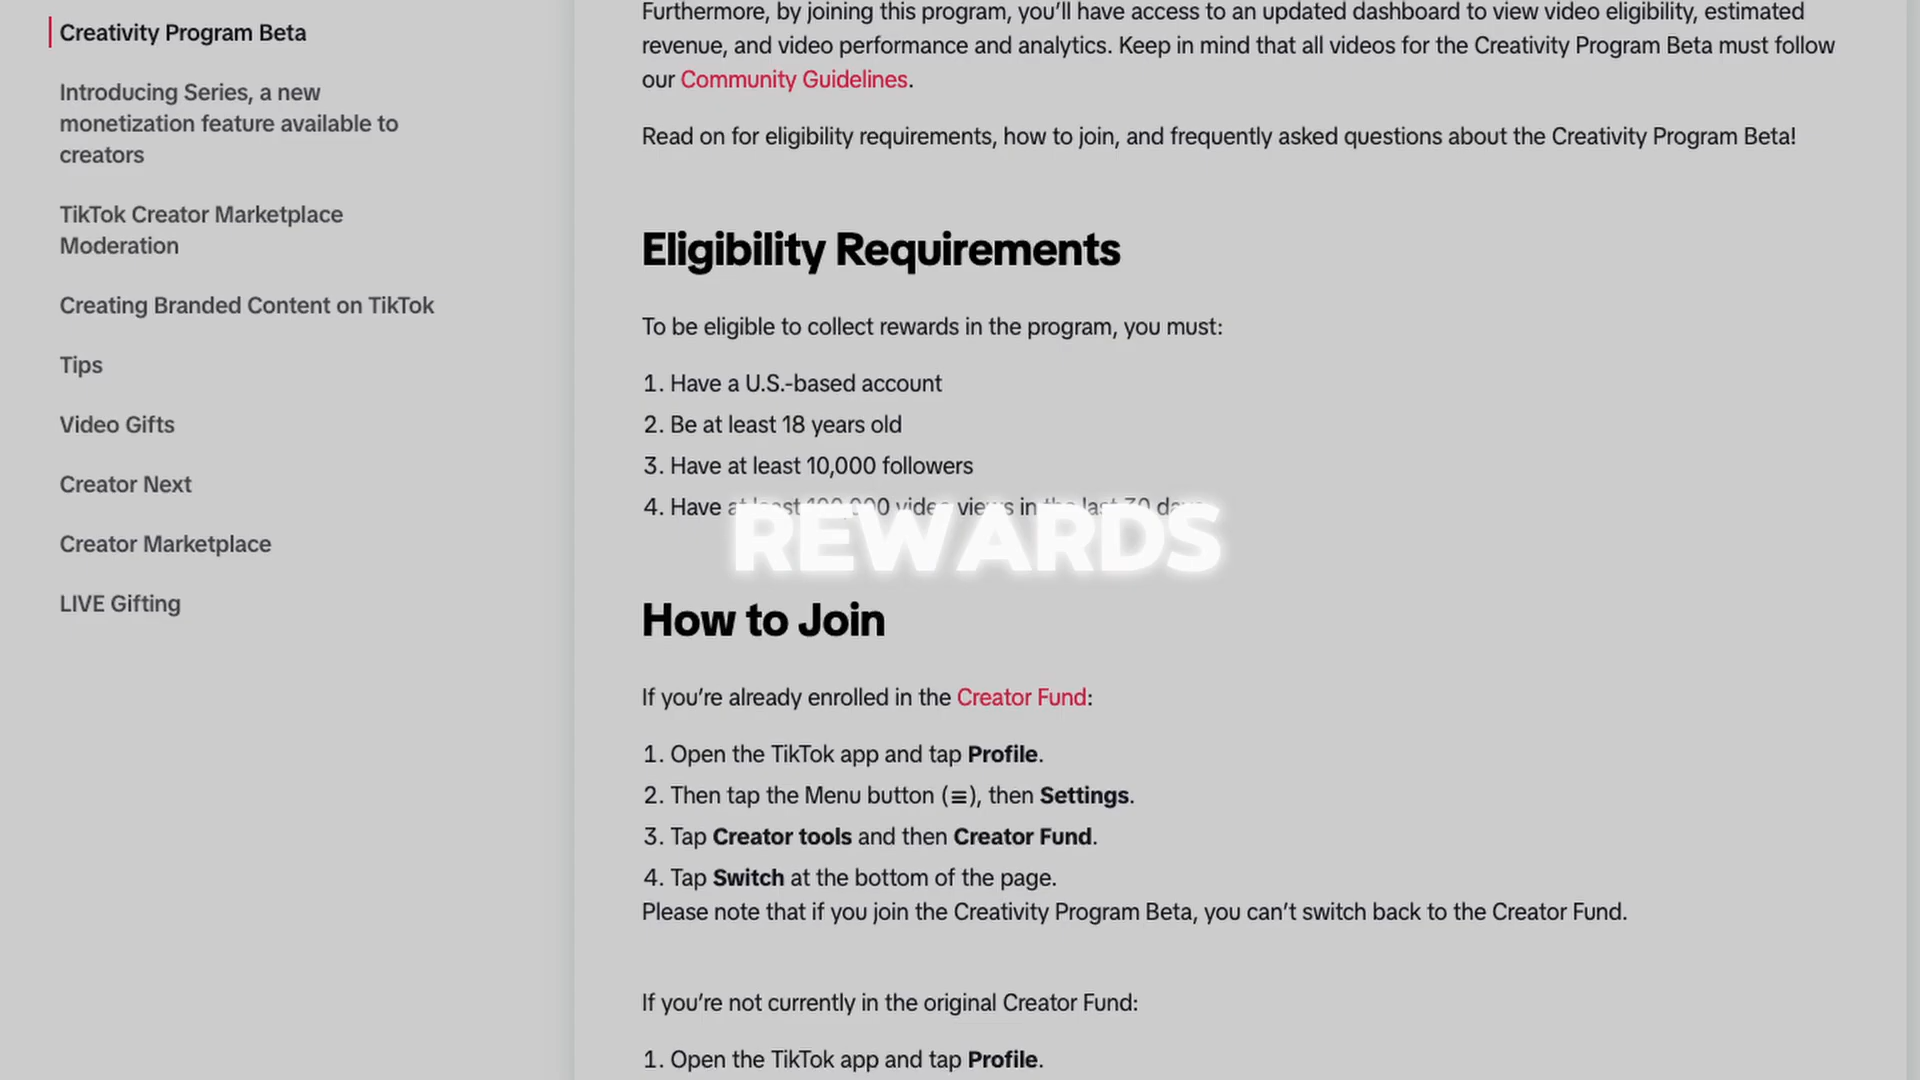 Creativity Program Beta
Introducing Series, a new
monetization feature available to
creators
TikTok Creator Marketplace
Moderation
Creating Branded Content on TikTok
Tips
Video Gifts
Creator Next
Creator Marketplace
LIVE Gifting
Furthermore, by joining this program, you’ll have access to an updated dashboard to view video eligibility, estimated
revenue, and video performance and analytics. Keep in mind that all videos for the Creativity Program Beta must follow
our Community Guidelines.
Read on for eligibility requirements, how to join, and frequently asked questions about the Creativity Program Beta!
Eligibility Requirements
To be eligible to collect rewards in the program, you must:
1. Have a U.S.-based account
2. Be at least 18 years old
3. Have at least 10,000 followers
4. Have at least 100,000 video views in the last 30 days
REWARDS
How to Join
If you’re already enrolled in the Creator Fund:
1. Open the TikTok app and tap Profile.
2. Then tap the Menu button (≡), then Settings.
3. Tap Creator tools and then Creator Fund.
4. Tap Switch at the bottom of the page.
Please note that if you join the Creativity Program Beta, you can’t switch back to the Creator Fund.
If you’re not currently in the original Creator Fund:
1. Open the TikTok app and tap Profile.